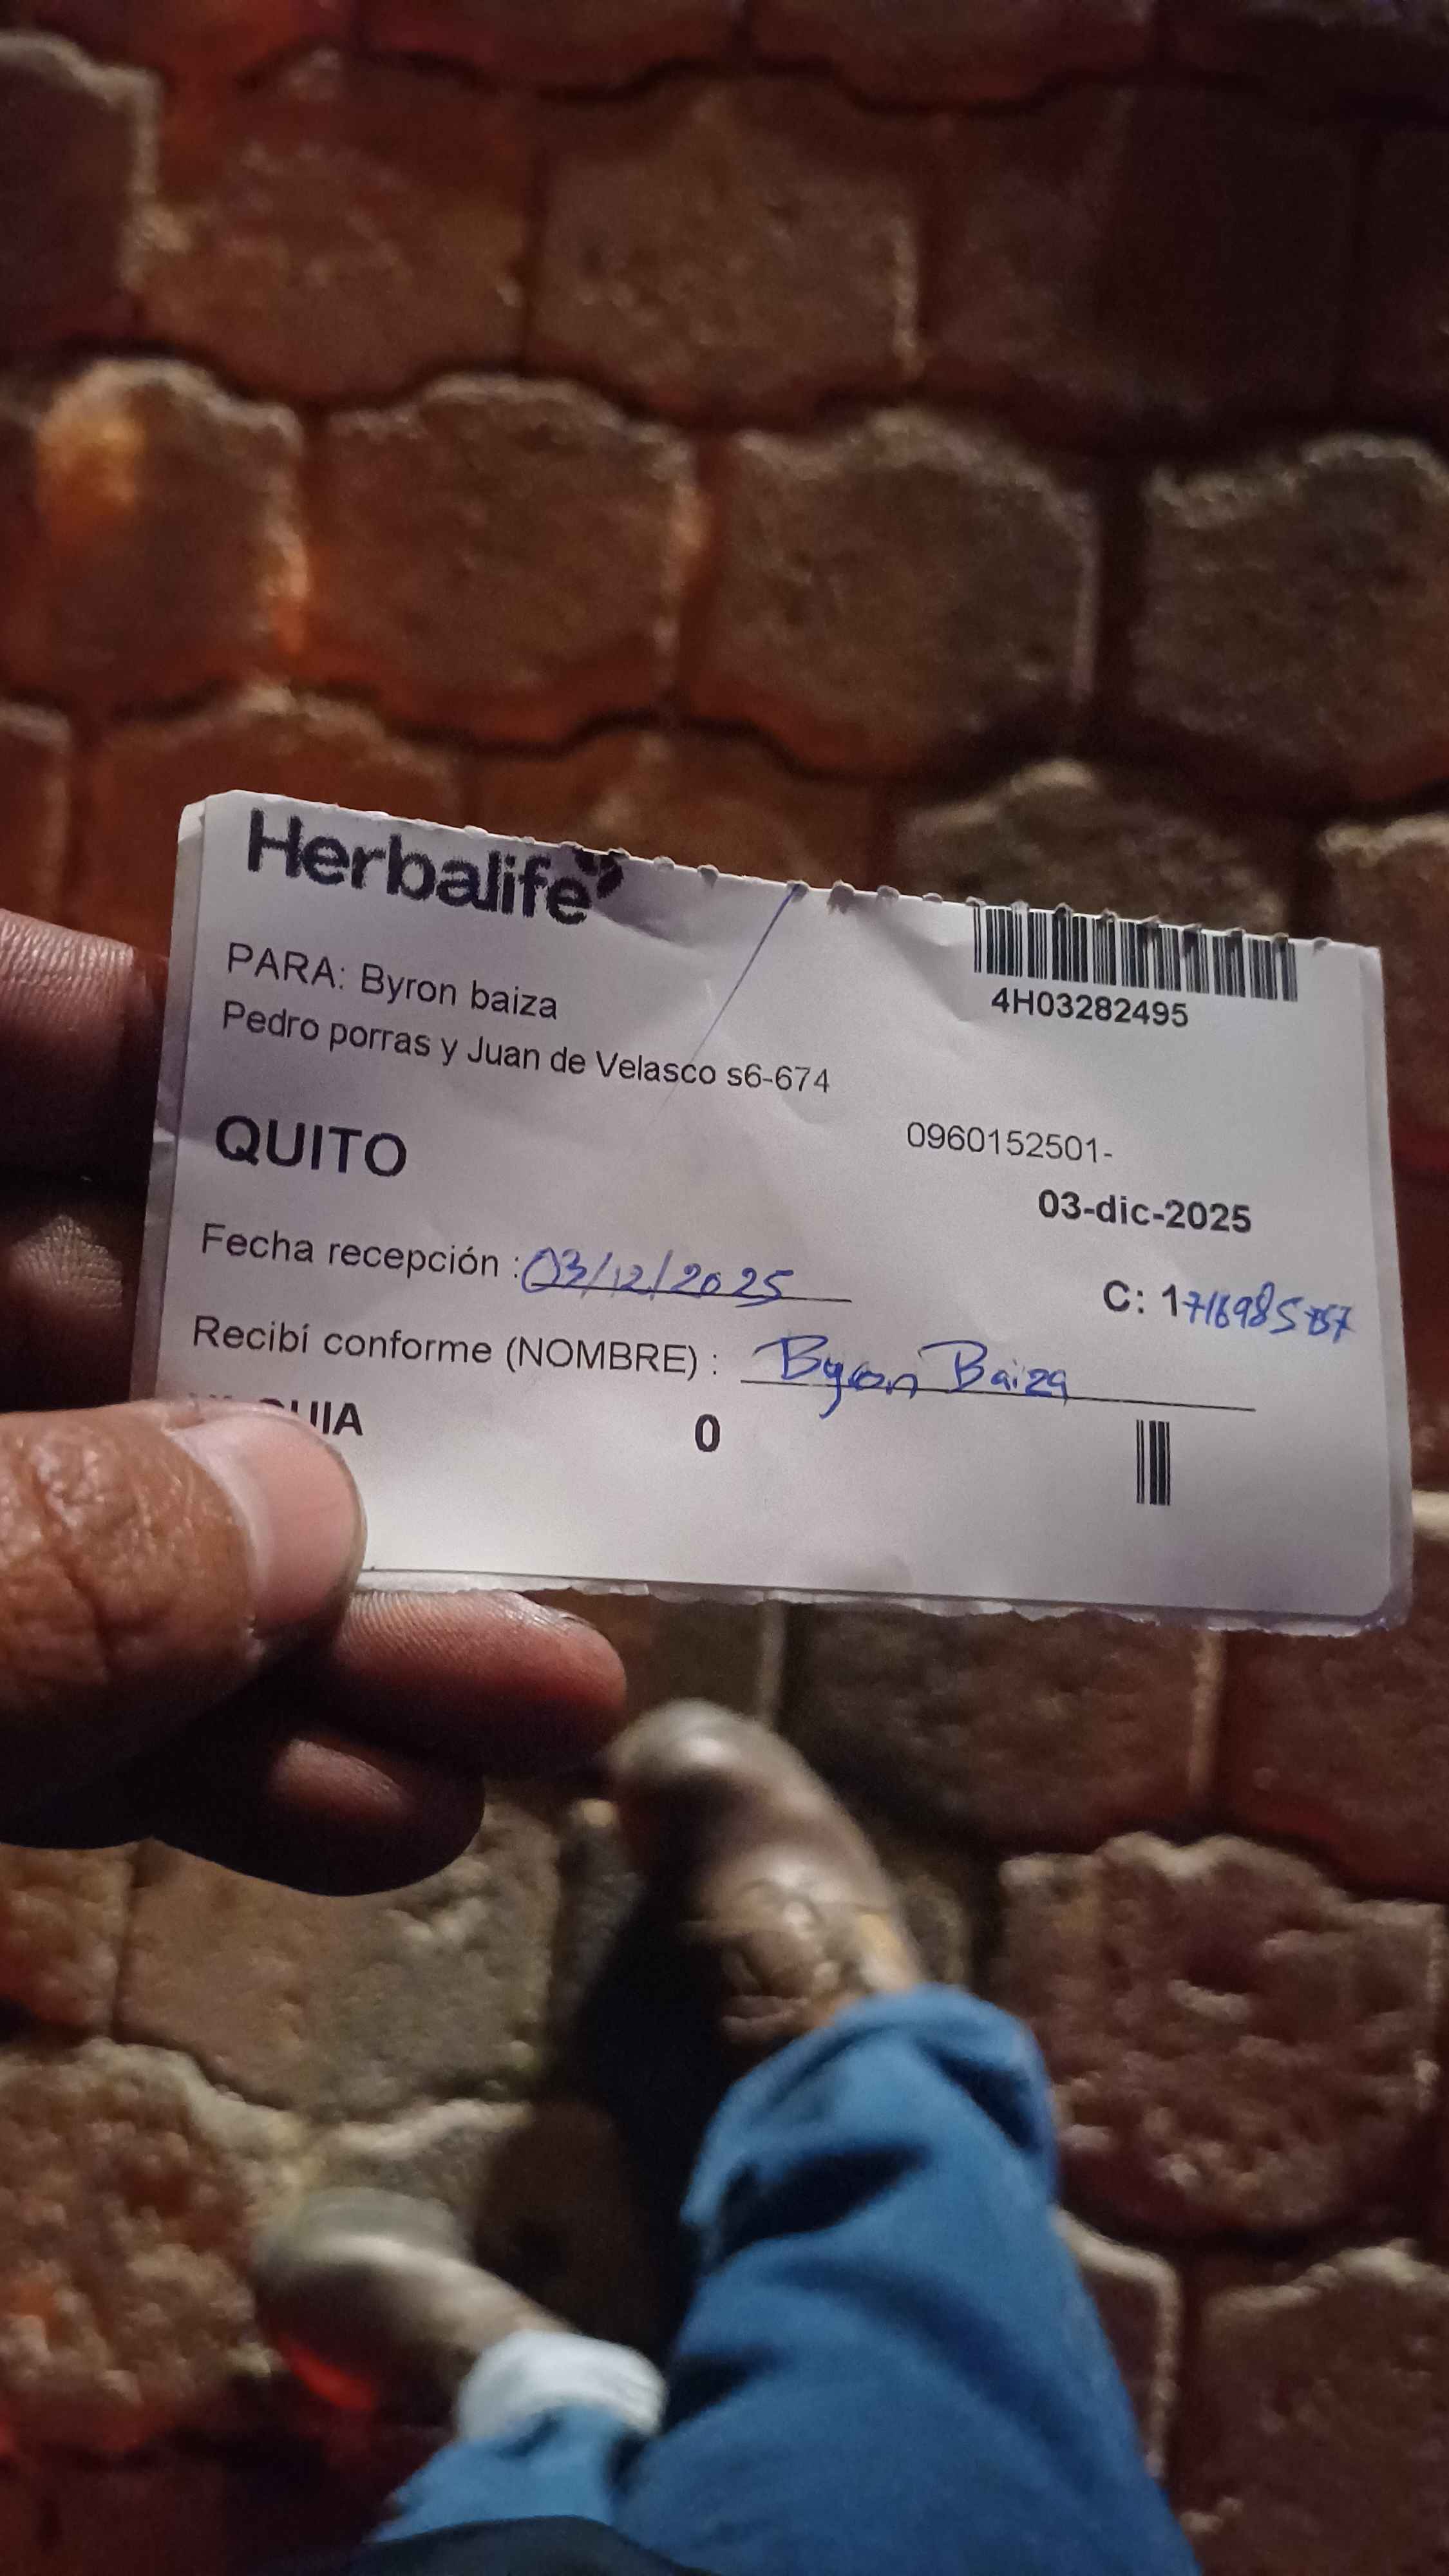 Herbalife
4H03282495
PARA: Byron baiza
Pedro porras y Juan de Velasco s6-674
0960152501-
QUITO
03-dic-2025
Fecha recepción : 03/12/2025
C: 1
Recibí conforme (NOMBRE) : Byron Baiza
0